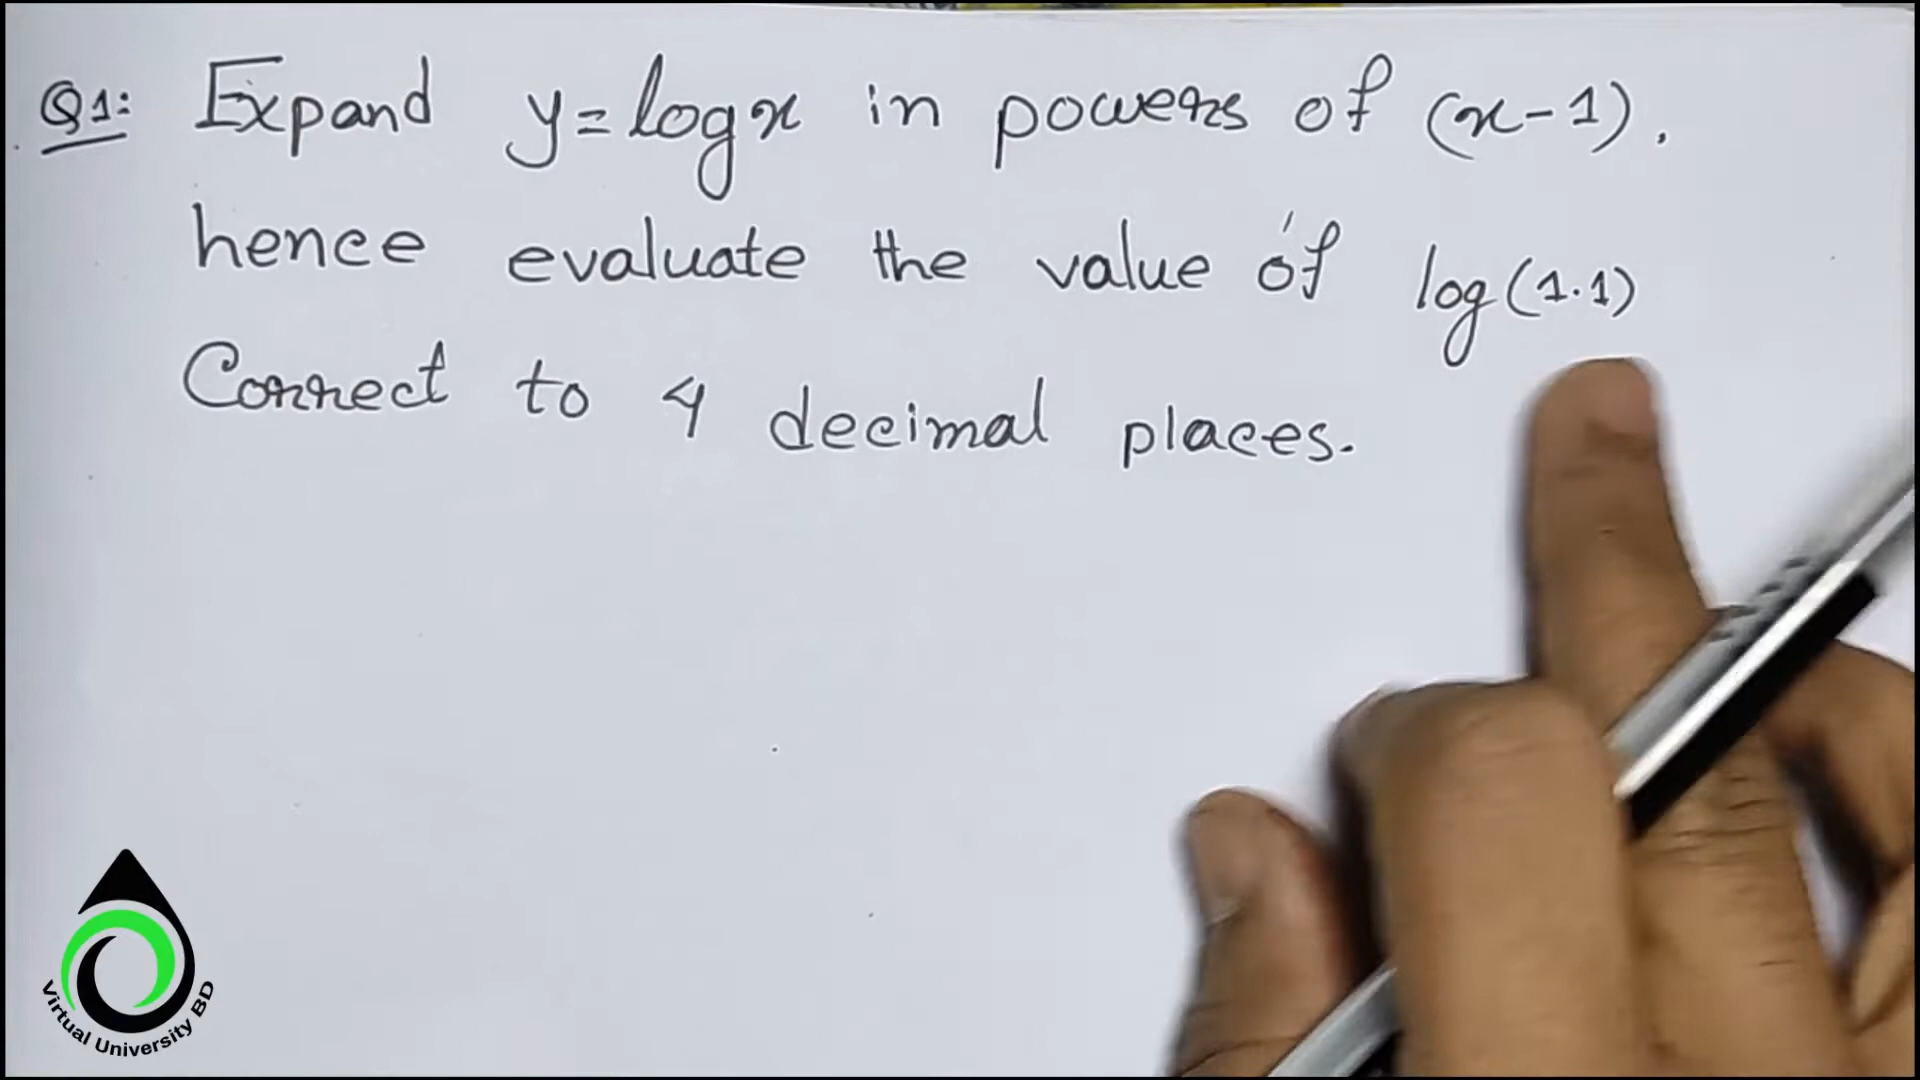 Q1: Expand y=logx in powers of (x-1).
hence evaluate the value of log(1.1)
Correct to 4 decimal places.
Virtual University BD